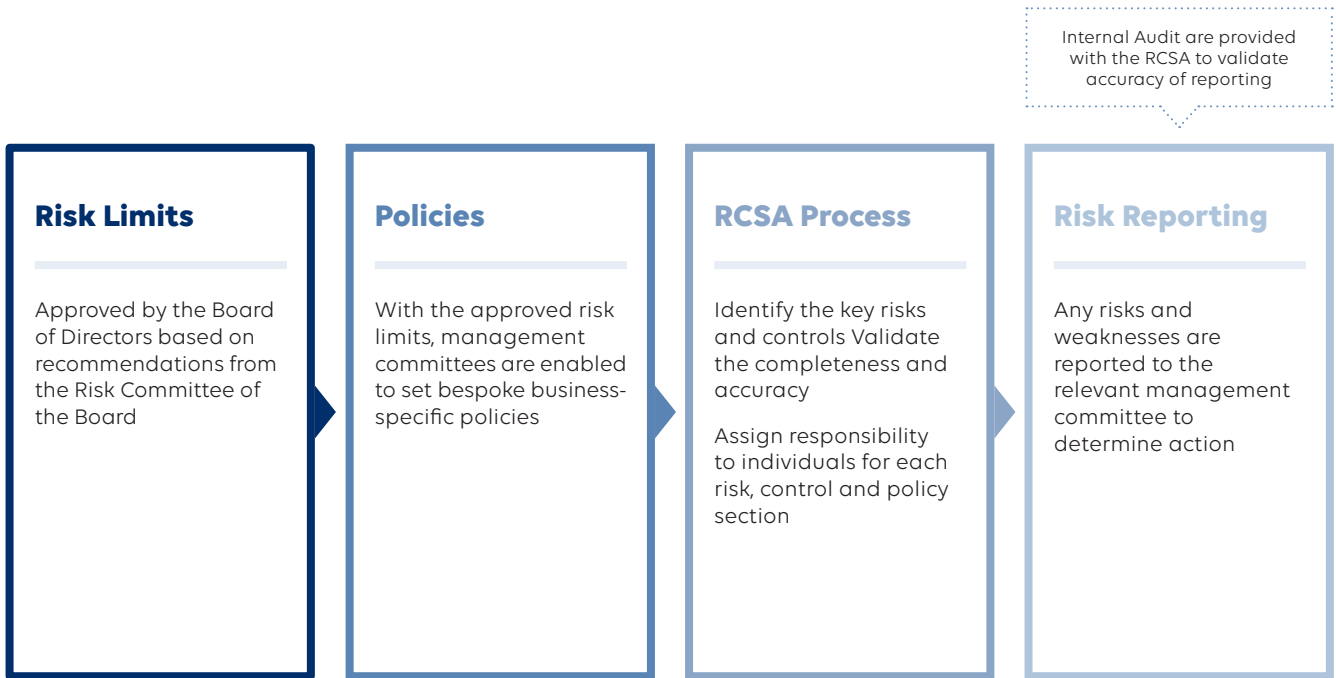 Internal Audit are provided
with the RCSA to validate
accuracy of reporting
Risk Limits
Approved by the Board
of Directors based on
recommendations from
the Risk Committee of
the Board
Policies
With the approved risk
limits, management
committees are enabled
to set bespoke business-
specific policies
RCSA Process
Identify the key risks
and controls Validate
the completeness and
accuracy
Assign responsibility
to individuals for each
risk, control and policy
section
Risk Reporting
Any risks and
weaknesses are
reported to the
relevant management
committee to
determine action